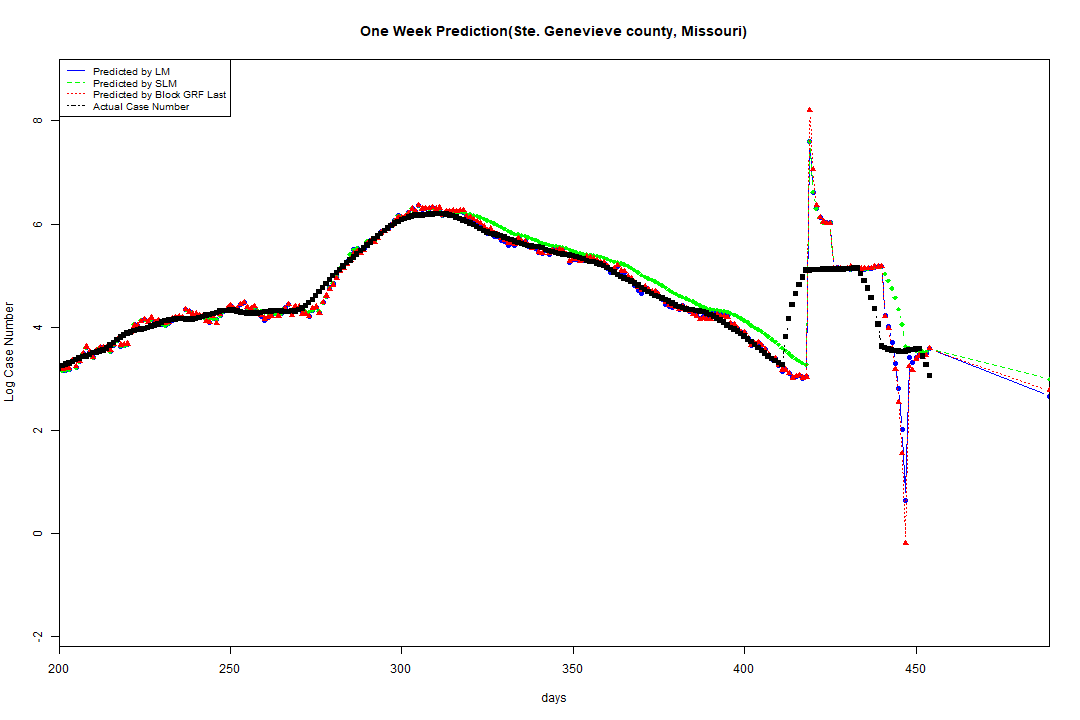 One Week Prediction(Ste. Genevieve county, Missouri)
Predicted by LM
Predicted by SLM
Predicted by Block GRF Last
Actual Case Number
8
6
4
2
0
-2
Log Case Number
200 250 300 350 400 450
days